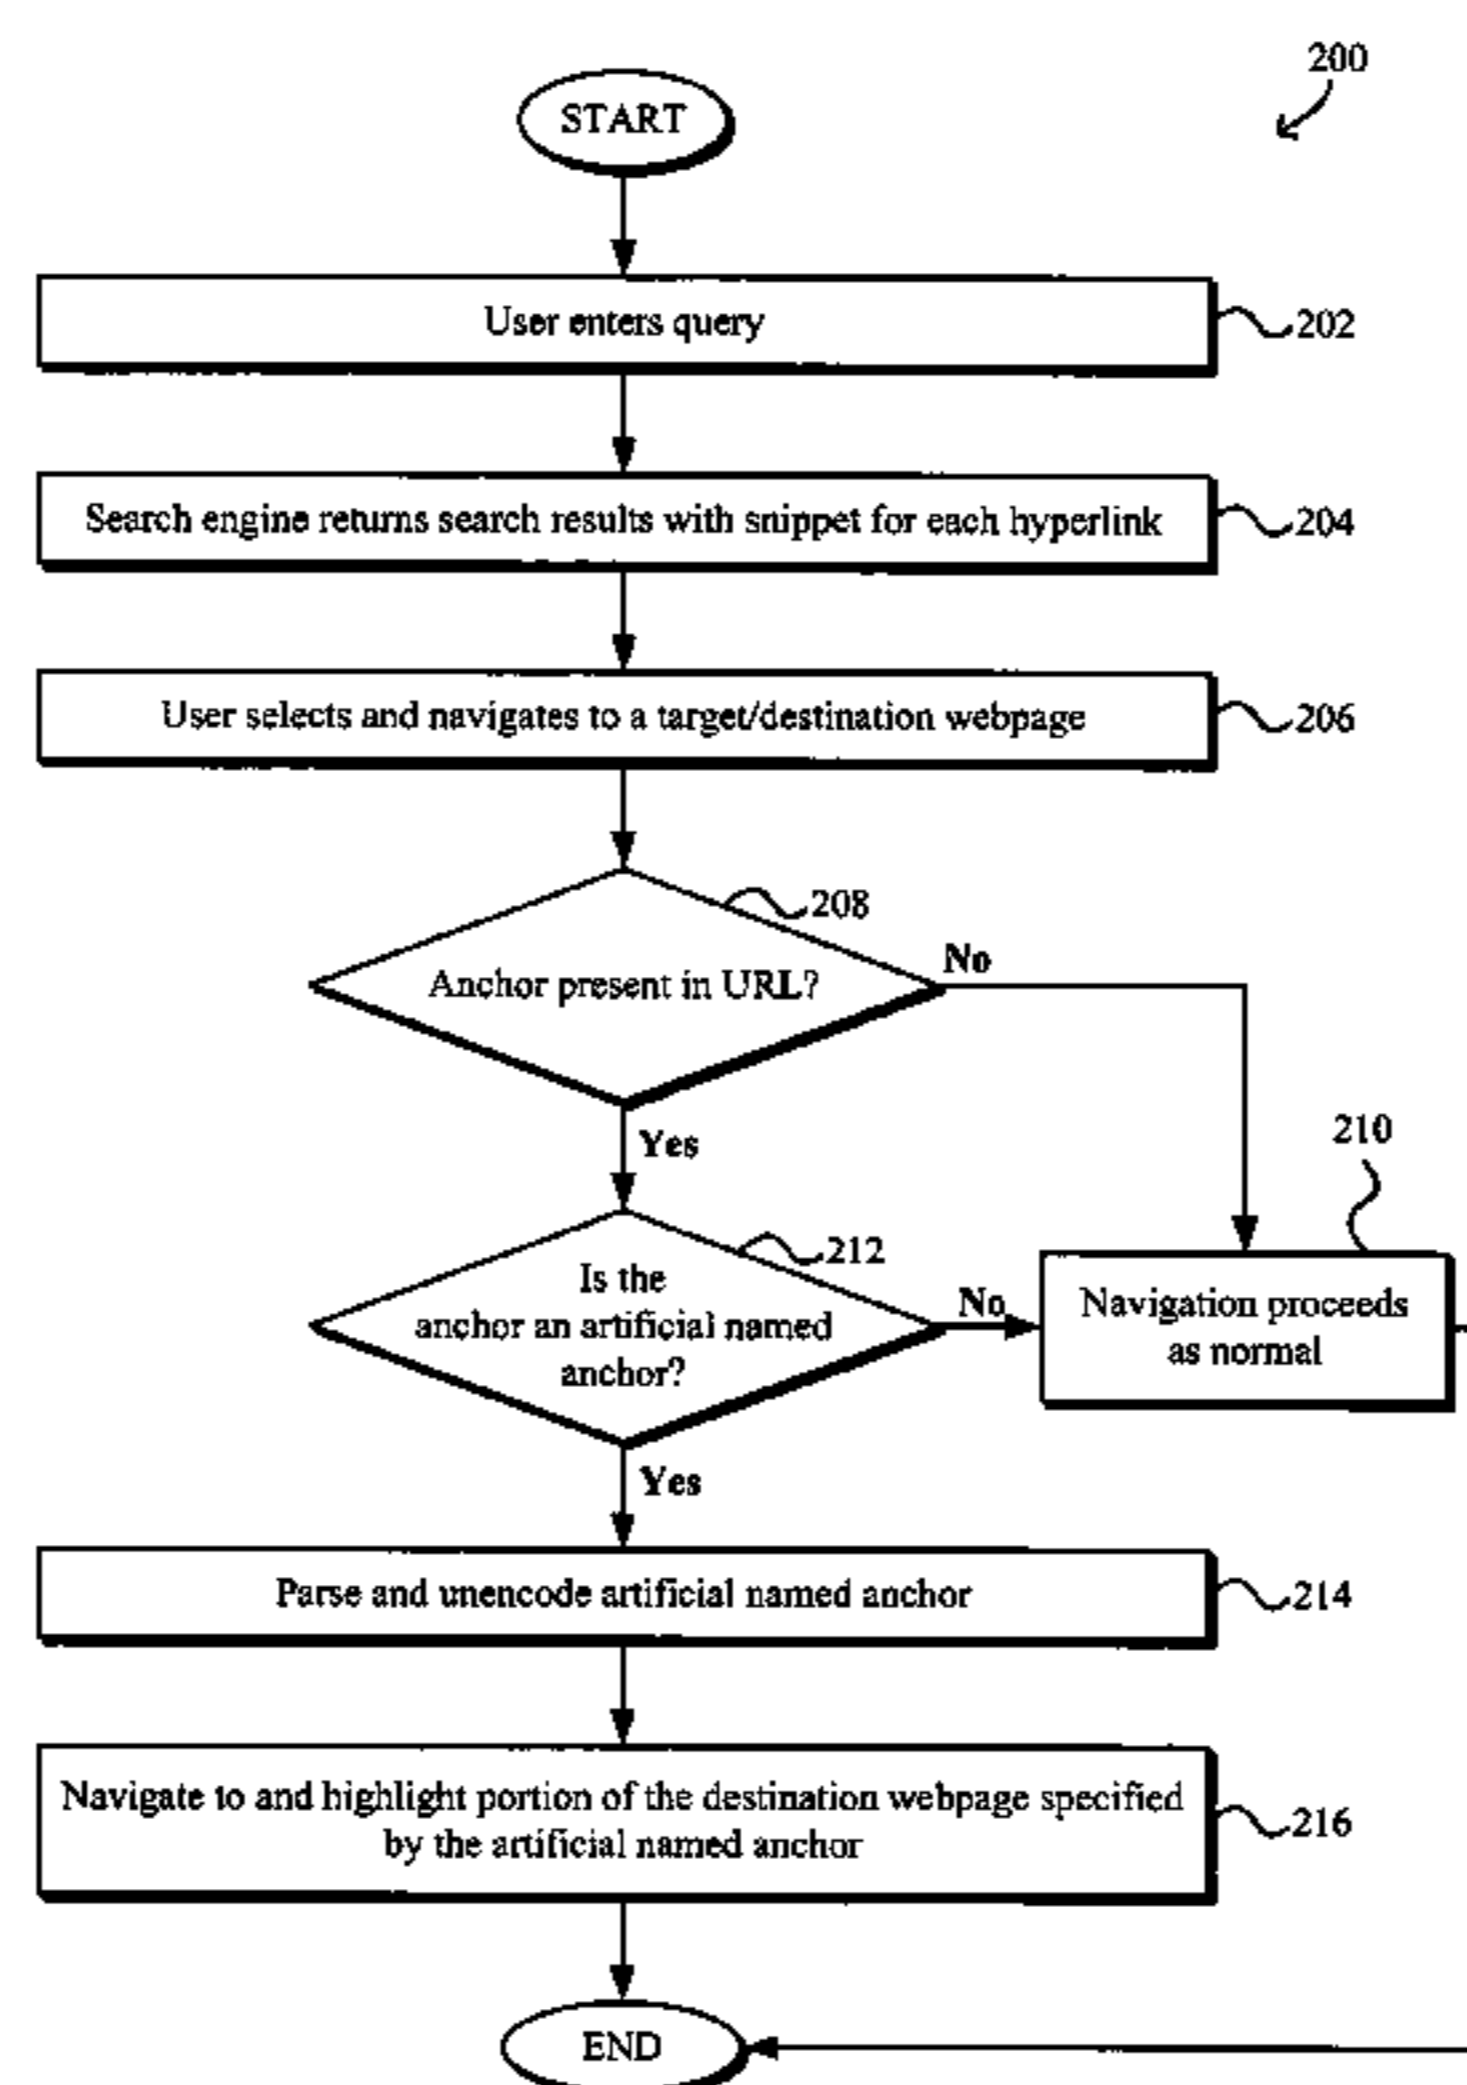 200
START
User enters query
202
Search engine returns search results with snippet for each hyperlink
204
User selects and navigates to a target/destination webpage
206
208
Anchor present in URL?
No
Yes
210
212
Is the
anchor an artificial named
anchor?
No
Navigation proceeds
as normal
Yes
Parse and unencode artificial named anchor
214
Navigate to and highlight portion of the destination webpage specified
by the artificial named anchor
216
END